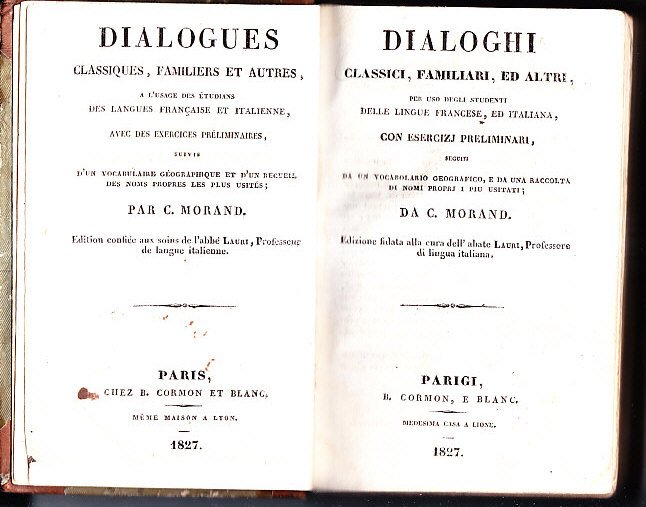 DIALOGUES
CLASSIQUES, FAMILIERS ET AUTRES,
A L'USAGE DES ÉTUDIANS
DES LANGUES FRANÇAISE ET ITALIENNE,
AVEC DES EXERCICES PRÉLIMINAIRES,
SUIVIS
D'UN VOCABULAIRE GÉOGRAPHIQUE ET D'UN RECUEIL
DES NOMS PROPRES LES PLUS USITÉS;
PAR C. MORAND.
Edition confiée aux soins de l'abbé LAURI, Professeur
de langue italienne.
PARIS,
CHEZ B. CORMON ET BLANC,
MÊME MAISON A LYON.
1827.
DIALOGHI
CLASSICI, FAMILIARI, ED ALTRI,
PER USO DEGLI STUDENTI
DELLE LINGUE FRANCESE, ED ITALIANA,
CON ESERCIZJ PRELIMINARI,
SEGUITI
DA UN VOCABOLARIO GEOGRAFICO, E DA UNA RACCOLTA
DI NOMI PROPRJ I PIU USITATI;
DA C. MORAND.
Edizione fidata alla cura dell' abate LAURI, Professore
di lingua italiana.
PARIGI,
B. CORMON, E BLANC.
MEDESIMA CASA A LIONE.
1827.